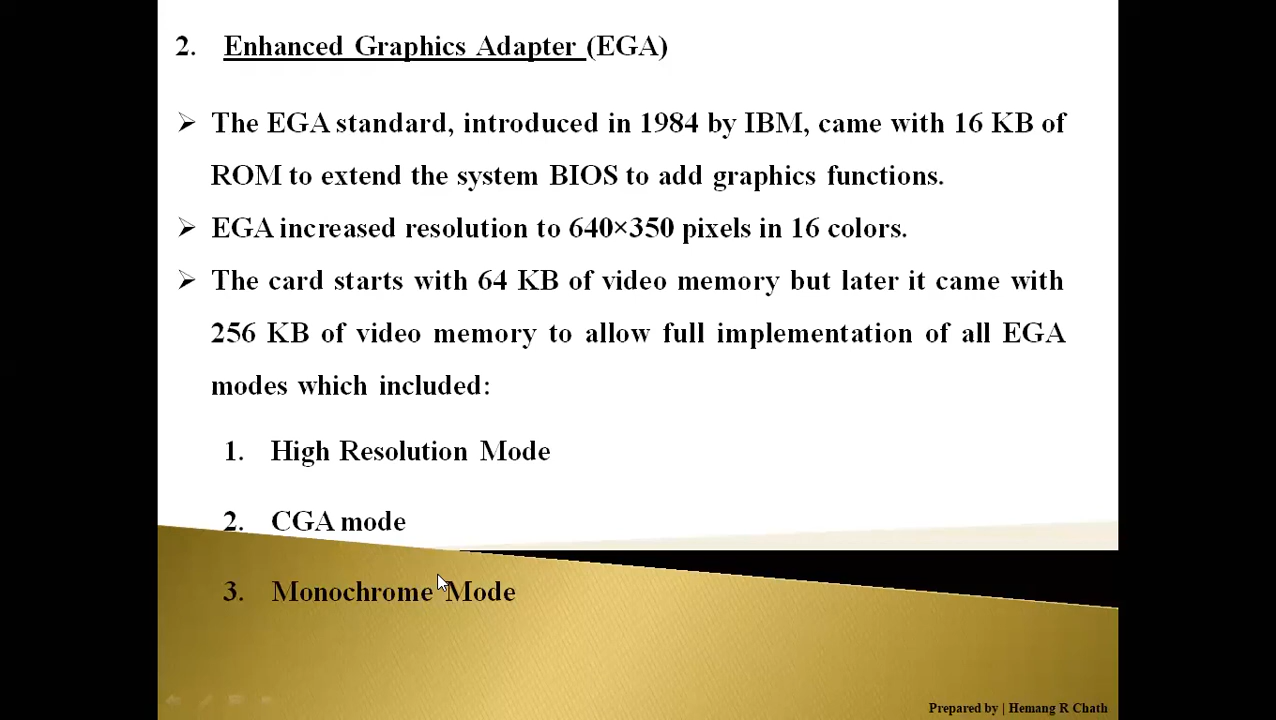 2. Enhanced Graphics Adapter (EGA)
➢ The EGA standard, introduced in 1984 by IBM, came with 16 KB of
ROM to extend the system BIOS to add graphics functions.
➢ EGA increased resolution to 640×350 pixels in 16 colors.
➢ The card starts with 64 KB of video memory but later it came with
256 KB of video memory to allow full implementation of all EGA
modes which included:
1. High Resolution Mode
2. CGA mode
3. Monochrome Mode
Prepared by | Hemang R Chath